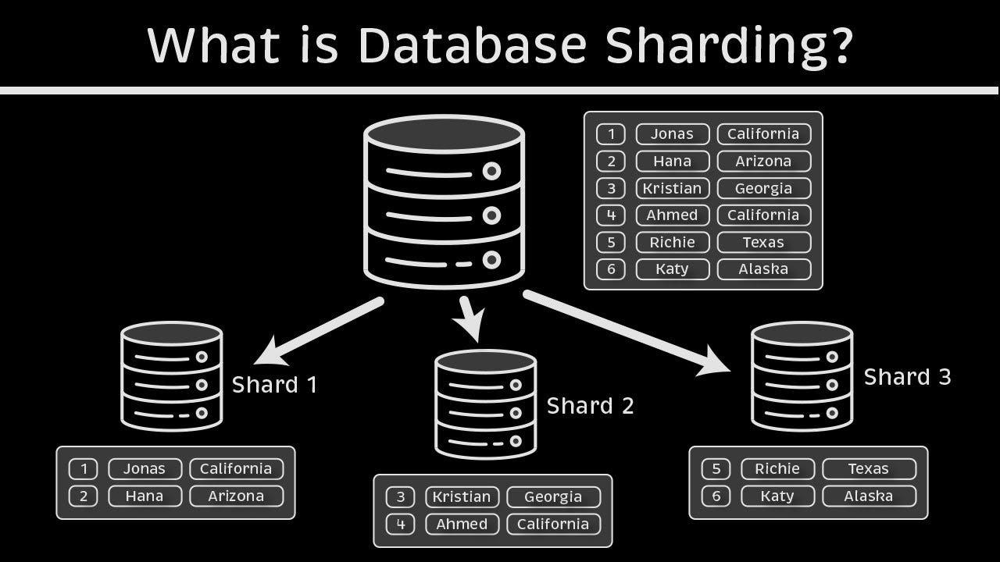 What is Database Sharding?
1 Jonas California
2 Hana Arizona
3 Kristian Georgia
4 Ahmed California
5 Richie Texas
6 Katy Alaska
Shard 1
1 Jonas California
2 Hana Arizona
Shard 2
3 Kristian Georgia
4 Ahmed California
Shard 3
5 Richie Texas
6 Katy Alaska